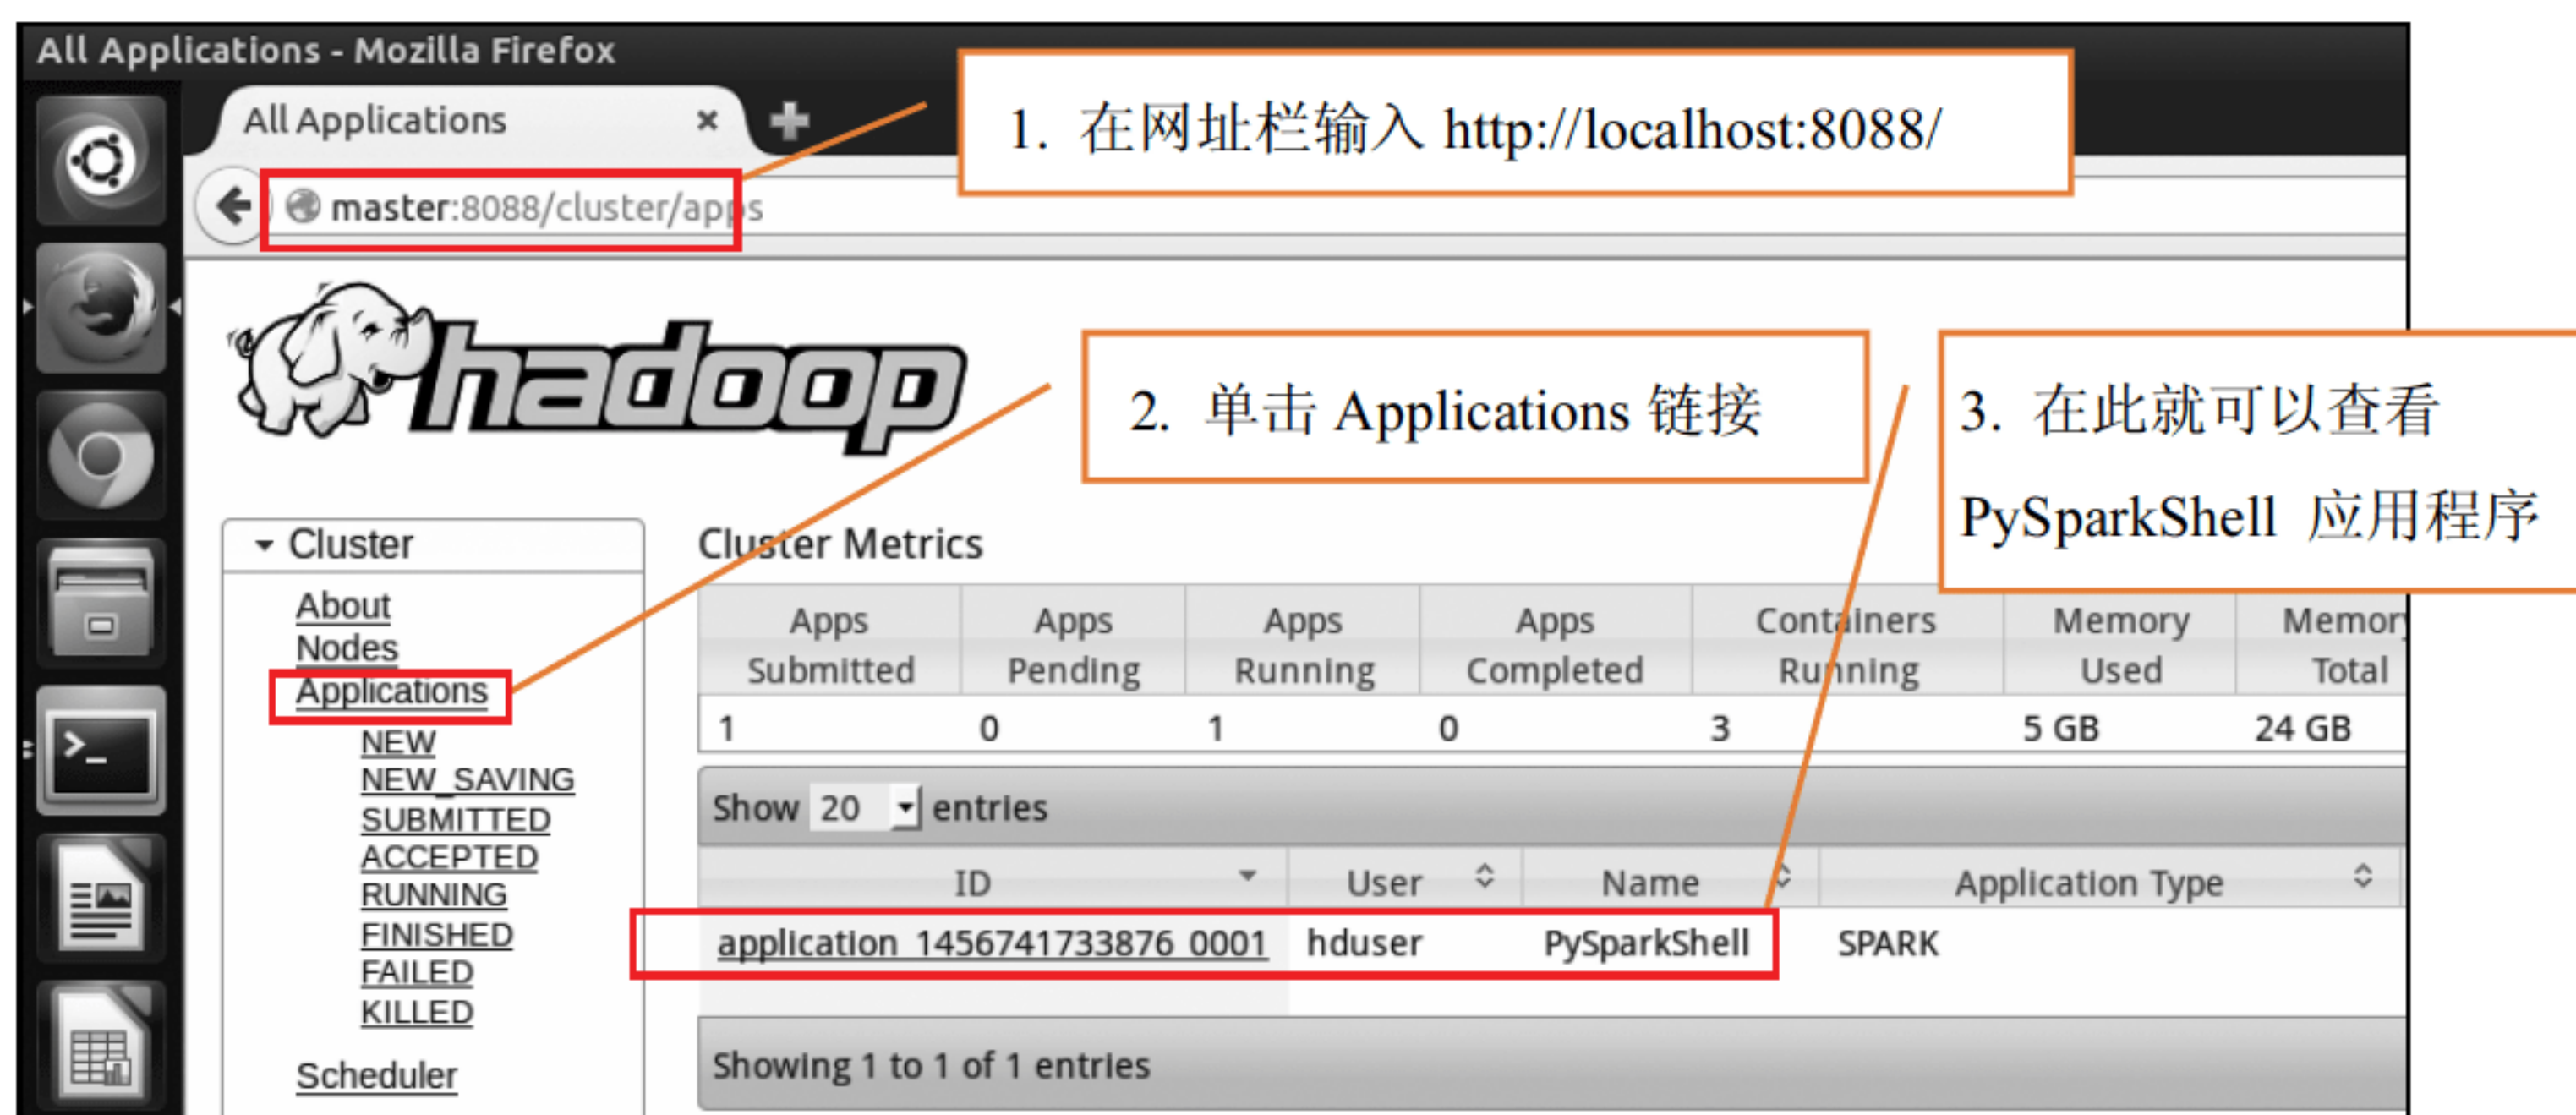 All Applications - Mozilla Firefox
All Applications
1. 在网址栏输入 http://localhost:8088/
master:8088/cluster/apps
hadoop
2. 单击 Applications 链接
3. 在此就可以查看
PySparkShell 应用程序
Cluster
About
Nodes
Applications
NEW
NEW_SAVING
SUBMITTED
ACCEPTED
RUNNING
FINISHED
FAILED
KILLED
Scheduler
Cluster Metrics
Apps Submitted Apps Pending Apps Running Apps Completed Containers Running Memory Used Memory Total
1 0 1 0 3 5 GB 24 GB
Show 20 entries
ID User Name Application Type
application_1456741733876_0001 hduser PySparkShell SPARK
Showing 1 to 1 of 1 entries